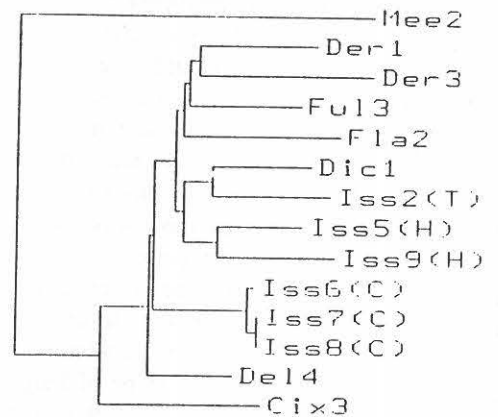 Mee2
Der1
Der3
Ful3
Fla2
Dic1
Iss2(T)
Iss5(H)
Iss9(H)
Iss6(C)
Iss7(C)
Iss8(C)
Del4
Cix3